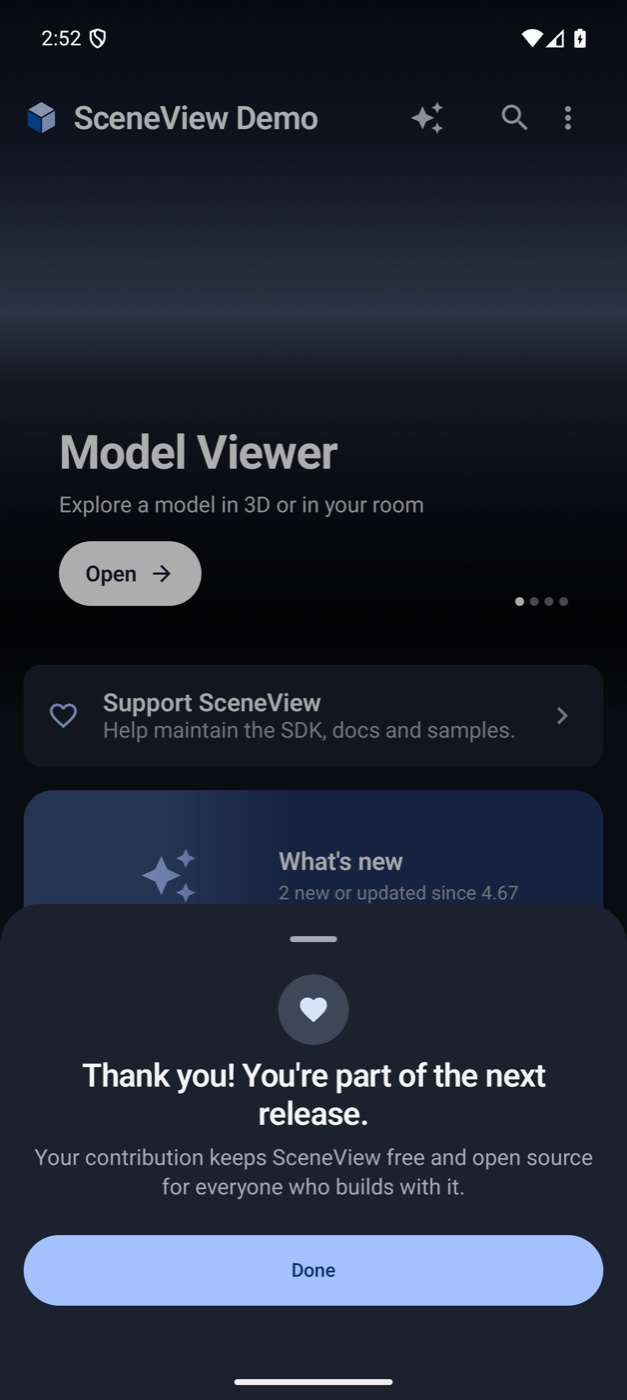 2:52
SceneView Demo
Model Viewer
Explore a model in 3D or in your room
Open
Support SceneView
Help maintain the SDK, docs and samples.
What's new
2 new or updated since 4.67
Thank you! You're part of the next
release.
Your contribution keeps SceneView free and open source
for everyone who builds with it.
Done